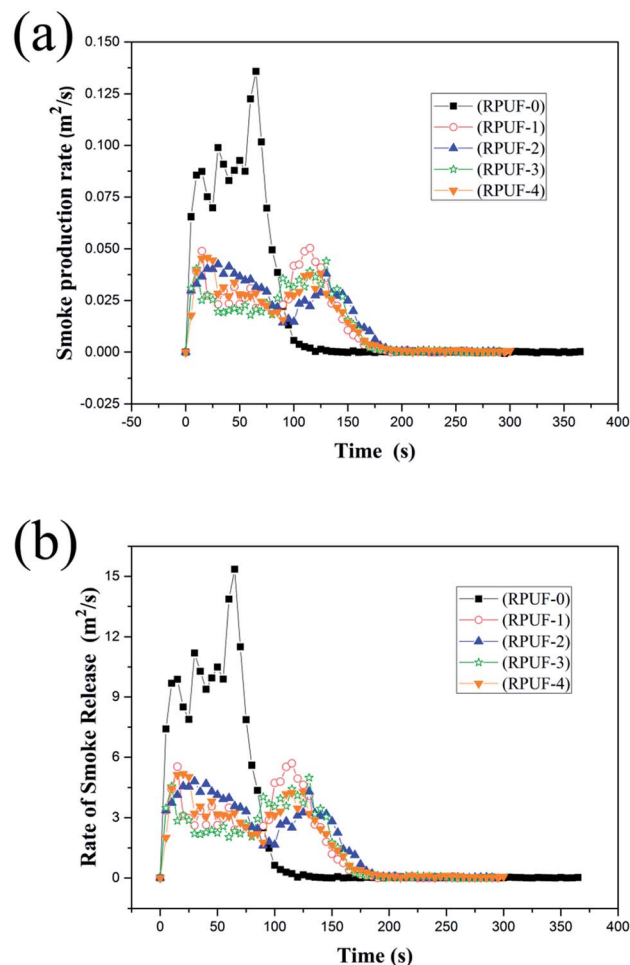 (a)
Smoke production rate (m²/s)
0.150
0.125
0.100
0.075
0.050
0.025
0.000
-0.025
(RPUF-0)
(RPUF-1)
(RPUF-2)
(RPUF-3)
(RPUF-4)
-50 0 50 100 150 200 250 300 350 400
Time (s)
(b)
Rate of Smoke Release (m²/s)
15
12
9
6
3
0
(RPUF-0)
(RPUF-1)
(RPUF-2)
(RPUF-3)
(RPUF-4)
0 50 100 150 200 250 300 350 400
Time (s)